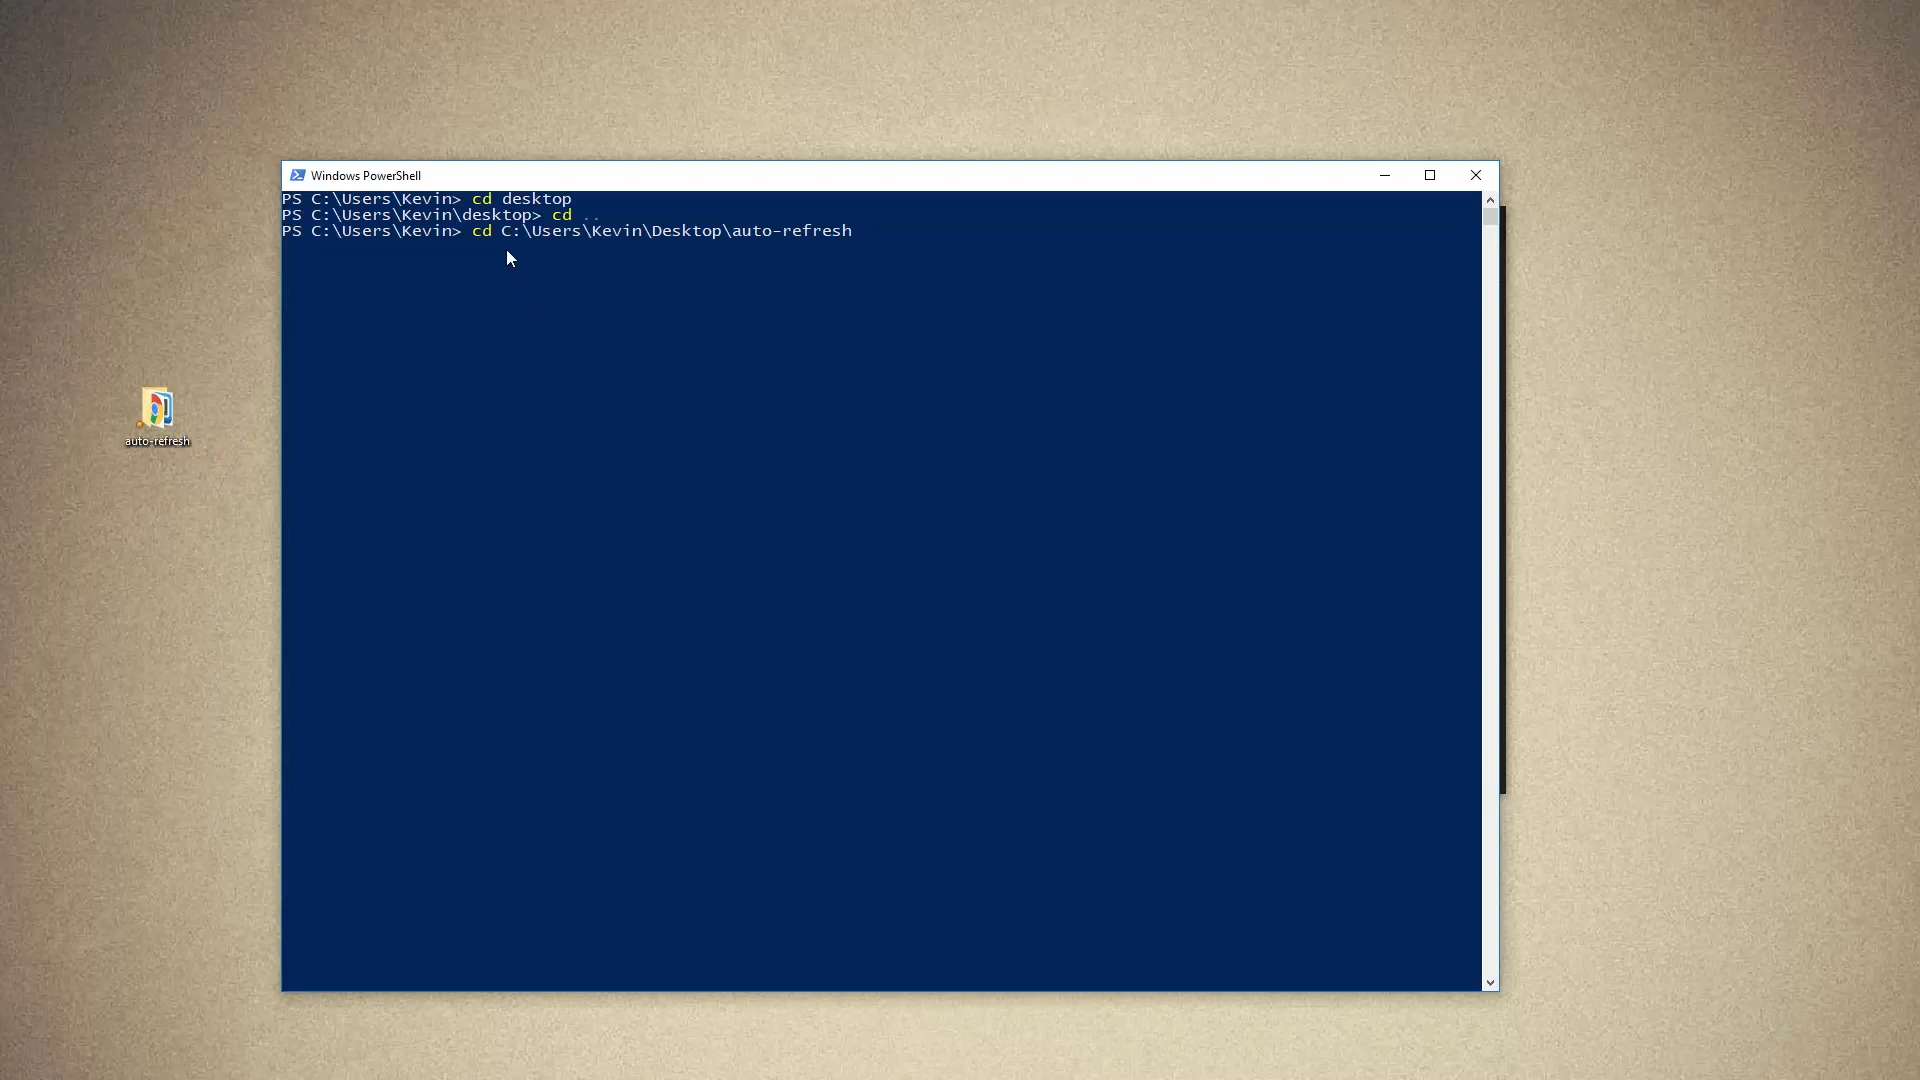 Windows PowerShell
PS C:\Users\Kevin> cd desktop
PS C:\Users\Kevin\desktop> cd ..
PS C:\Users\Kevin> cd C:\Users\Kevin\Desktop\auto-refresh
auto-refresh